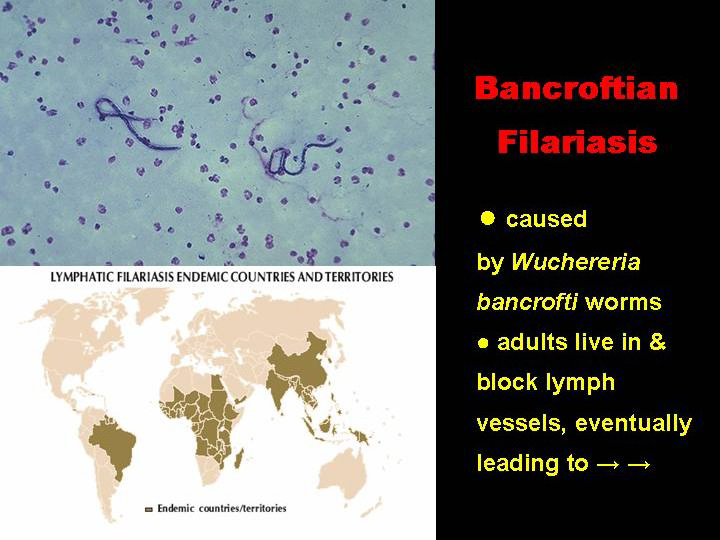 Bancroftian
Filariasis
● caused
by Wuchereria
bancrofti worms
● adults live in &
block lymph
vessels, eventually
leading to → →
LYMPHATIC FILARIASIS ENDEMIC COUNTRIES AND TERRITORIES
Endemic countries/territories